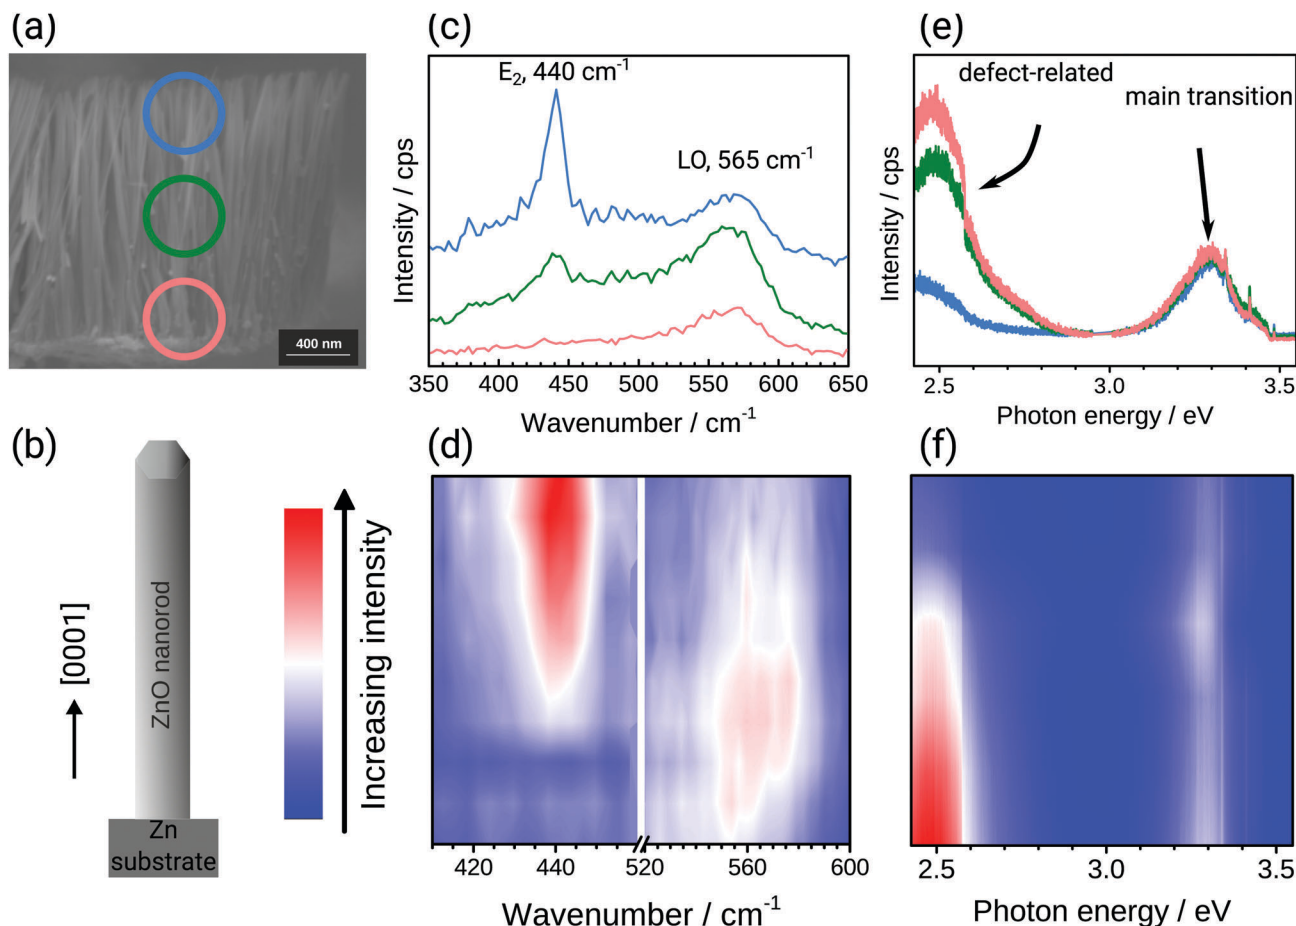 (a)
400 nm
(b)
[0001]
ZnO nanorod
Zn
substrate
Increasing intensity
(c)
E₂, 440 cm⁻¹
LO, 565 cm⁻¹
Intensity / cps
350 400 450 500 550 600 650
Wavenumber / cm⁻¹
(d)
420 440 520 560 600
Wavenumber / cm⁻¹
(e)
defect-related
main transition
Intensity / cps
2.5 3.0 3.5
Photon energy / eV
(f)
2.5 3.0 3.5
Photon energy / eV